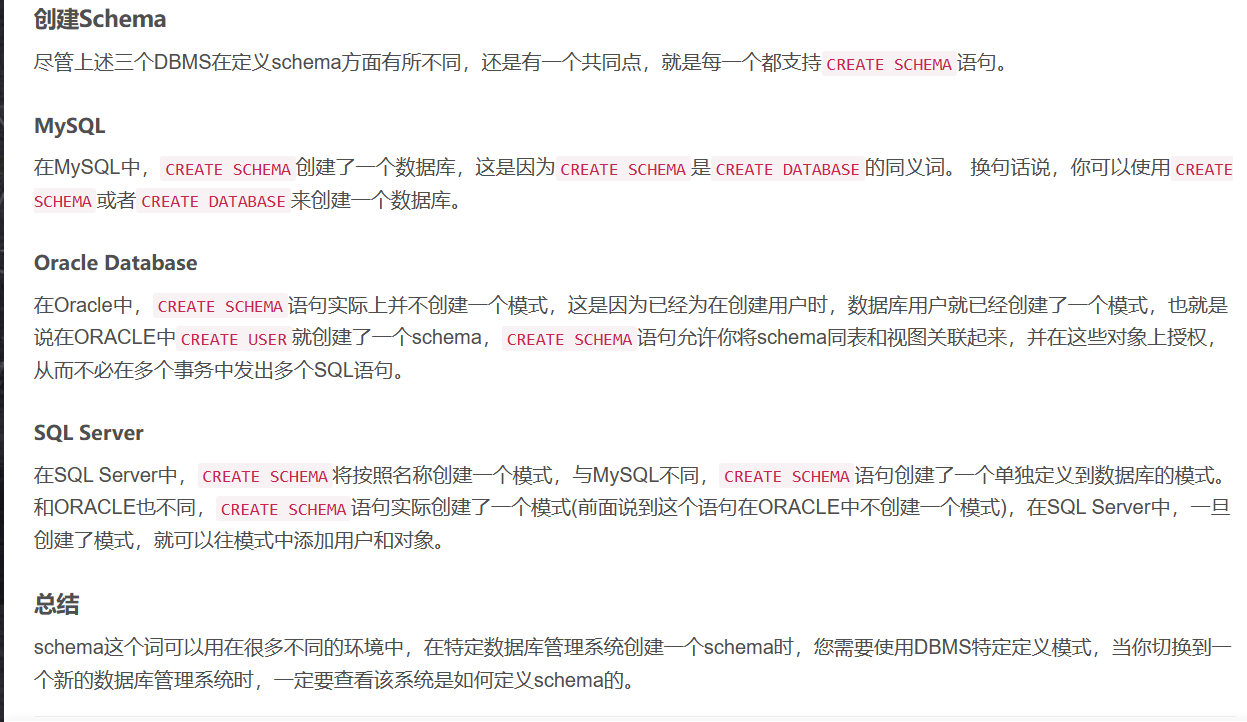 创建Schema
尽管上述三个DBMS在定义schema方面有所不同，还是有一个共同点，就是每一个都支持 CREATE SCHEMA 语句。
MySQL
在MySQL中， CREATE SCHEMA 创建了一个数据库，这是因为 CREATE SCHEMA 是 CREATE DATABASE 的同义词。 换句话说，你可以使用 CREATE
SCHEMA 或者 CREATE DATABASE 来创建一个数据库。
Oracle Database
在Oracle中， CREATE SCHEMA 语句实际上并不创建一个模式，这是因为已经为在创建用户时，数据库用户就已经创建了一个模式，也就是
说在ORACLE中 CREATE USER 就创建了一个schema， CREATE SCHEMA 语句允许你将schema同表和视图关联起来，并在这些对象上授权，
从而不必在多个事务中发出多个SQL语句。
SQL Server
在SQL Server中， CREATE SCHEMA 将按照名称创建一个模式，与MySQL不同， CREATE SCHEMA 语句创建了一个单独定义到数据库的模式。
和ORACLE也不同， CREATE SCHEMA 语句实际创建了一个模式(前面说到这个语句在ORACLE中不创建一个模式)，在SQL Server中，一旦
创建了模式，就可以往模式中添加用户和对象。
总结
schema这个词可以用在很多不同的环境中，在特定数据库管理系统创建一个schema时，您需要使用DBMS特定定义模式，当你切换到一
个新的数据库管理系统时，一定要查看该系统是如何定义schema的。